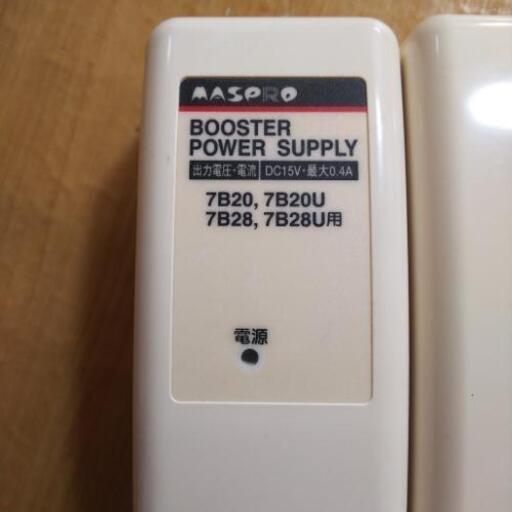 MASPRO
BOOSTER
POWER SUPPLY
出力電圧・電流 DC15V・最大0.4A
7B20, 7B20U
7B28, 7B28U用
電源